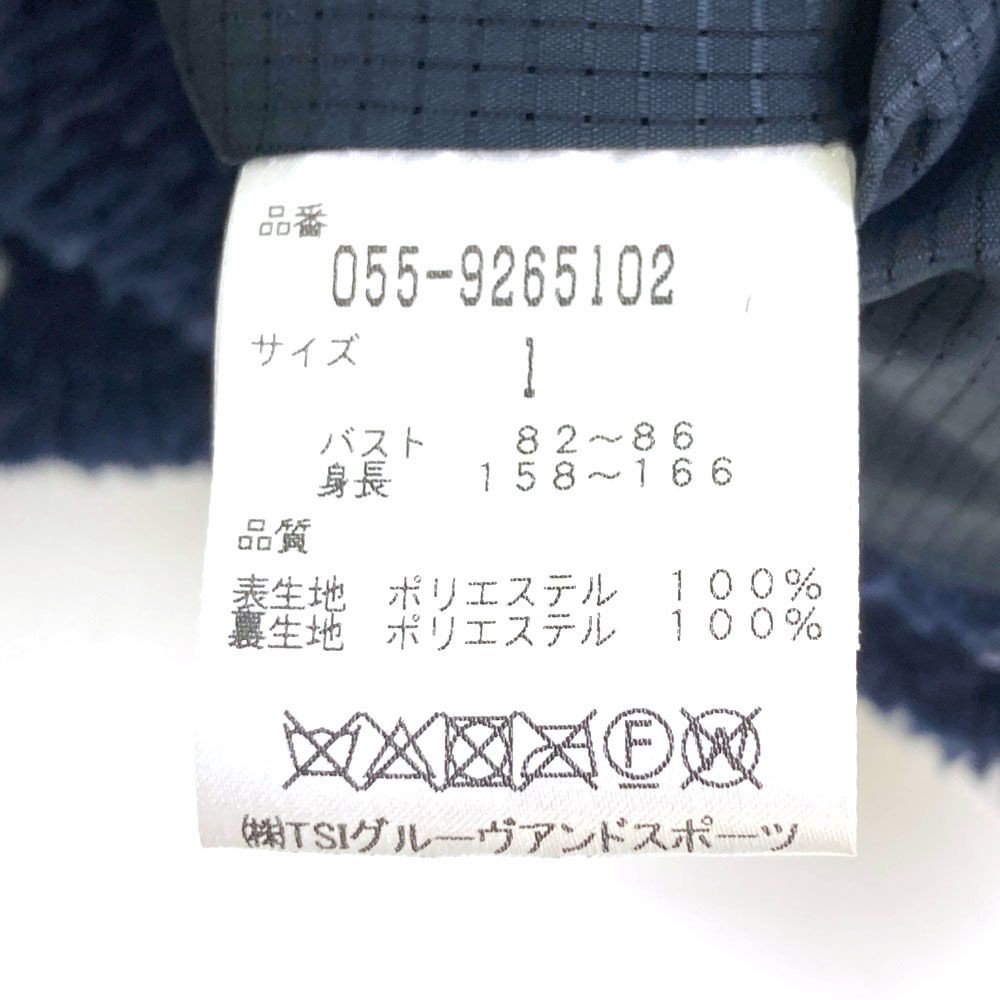 品番
055-9265102
サイズ 1
バスト 82～86
身長 158～166
品質
表生地 ポリエステル 100%
裏生地 ポリエステル 100%
F W
㈱TSIグルーヴアンドスポーツ